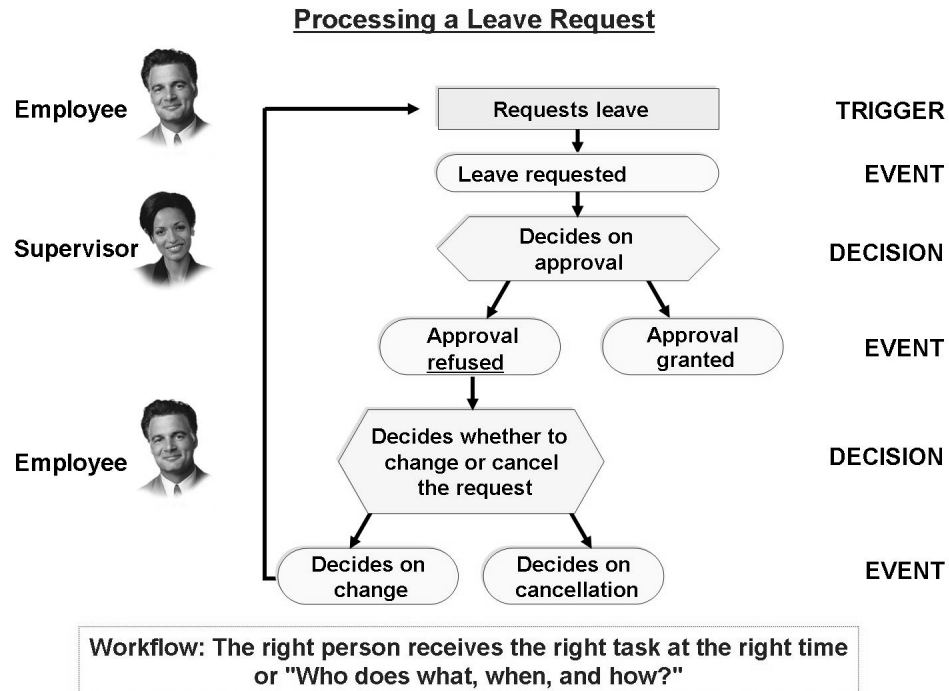 Processing a Leave Request
Employee
Requests leave
TRIGGER
Leave requested
EVENT
Supervisor
Decides on
approval
DECISION
Approval
refused
Approval
granted
EVENT
Employee
Decides whether to
change or cancel
the request
DECISION
Decides on
change
Decides on
cancellation
EVENT
Workflow: The right person receives the right task at the right time
or "Who does what, when, and how?"